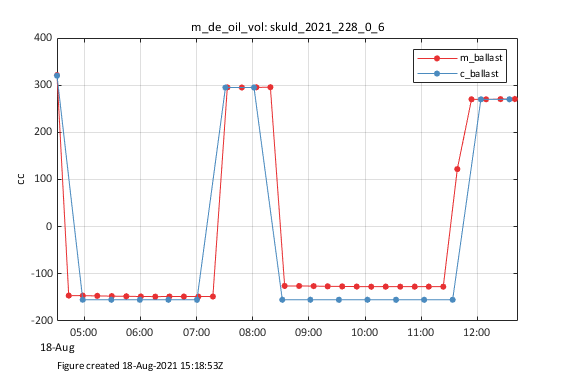 m_de_oil_vol: skuld_2021_228_0_6
400
300
200
100
0
-100
-200
cc
m_ballast
c_ballast
05:00 06:00 07:00 08:00 09:00 10:00 11:00 12:00
18-Aug
Figure created 18-Aug-2021 15:18:53Z